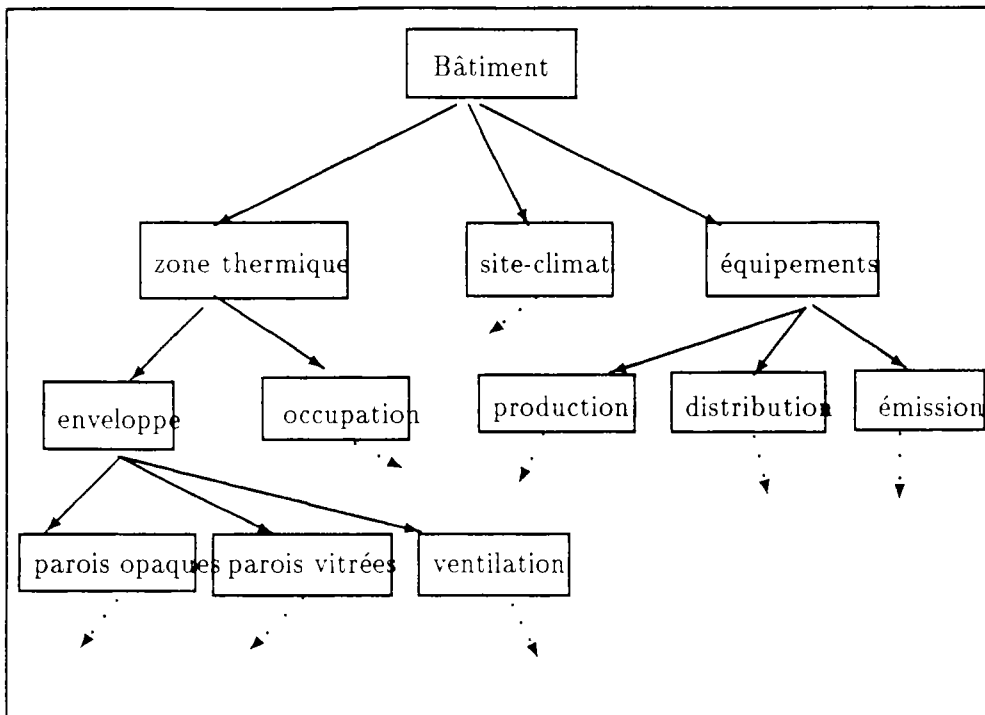 Bâtiment
zone thermique
site-climat
équipements
enveloppe
occupation
production
distribution
émission
parois opaques
parois vitrées
ventilation